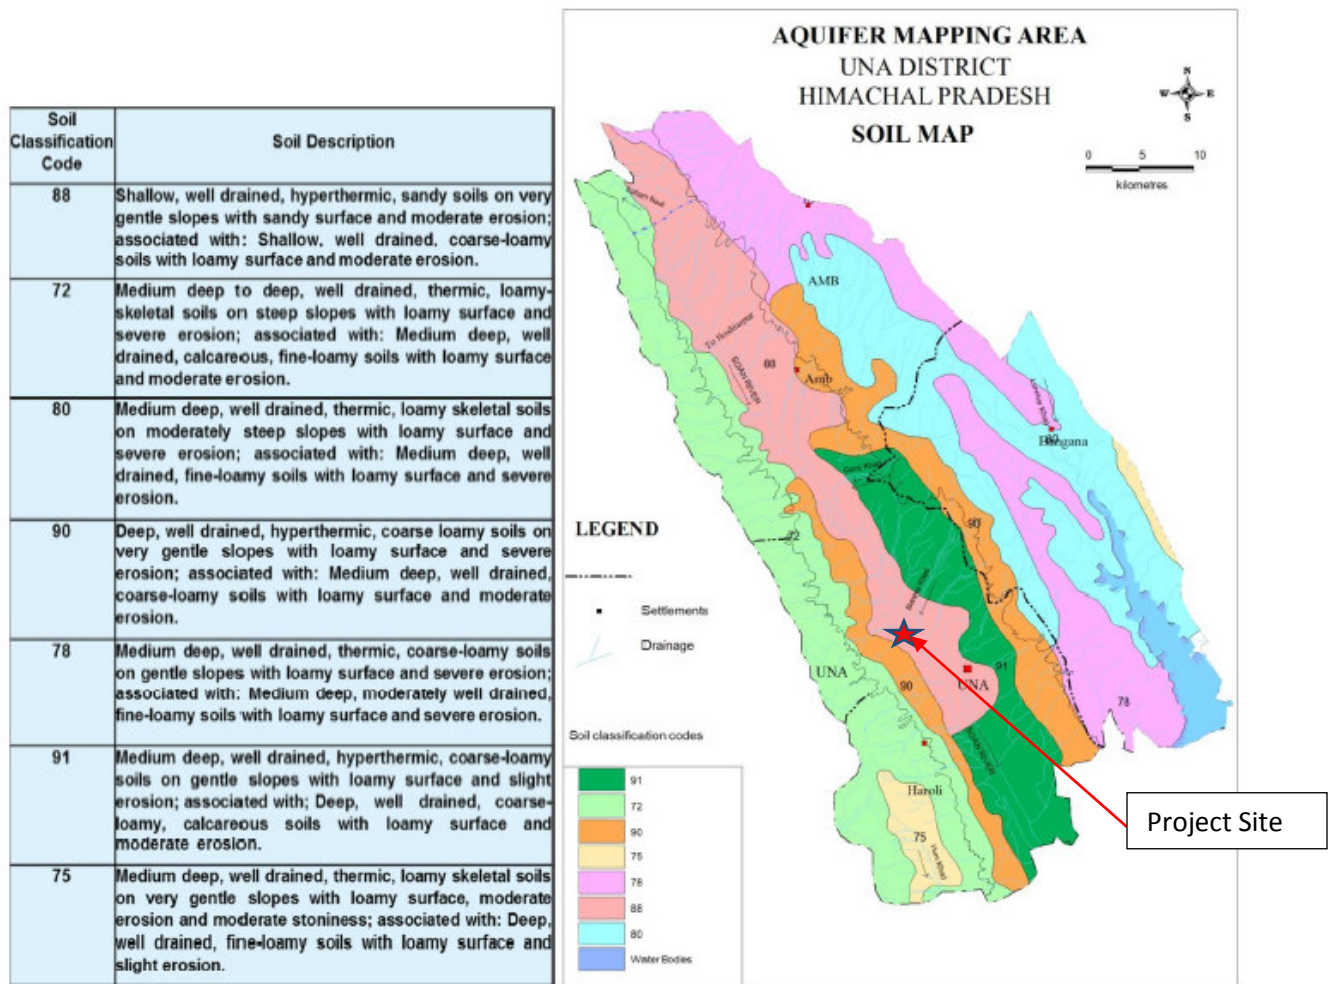 Soil
Classification
Code
Soil Description
88
Shallow, well drained, hyperthermic, sandy soils on very
gentle slopes with sandy surface and moderate erosion;
associated with: Shallow, well drained, coarse-loamy
soils with loamy surface and moderate erosion.
72
Medium deep to deep, well drained, thermic, loamy-
skeletal soils on steep slopes with loamy surface and
severe erosion; associated with: Medium deep, well
drained, calcareous, fine-loamy soils with loamy surface
and moderate erosion.
80
Medium deep, well drained, thermic, loamy skeletal soils
on moderately steep slopes with loamy surface and
severe erosion; associated with: Medium deep, well
drained, fine-loamy soils with loamy surface and severe
erosion.
90
Deep, well drained, hyperthermic, coarse loamy soils on
very gentle slopes with loamy surface and severe
erosion; associated with: Medium deep, well drained,
coarse-loamy soils with loamy surface and moderate
erosion.
78
Medium deep, well drained, thermic, coarse-loamy soils
on gentle slopes with loamy surface and severe erosion;
associated with: Medium deep, moderately well drained,
fine-loamy soils with loamy surface and severe erosion.
91
Medium deep, well drained, hyperthermic, coarse-loamy
soils on gentle slopes with loamy surface and slight
erosion; associated with; Deep, well drained, coarse-
loamy, calcareous soils with loamy surface and
moderate erosion.
75
Medium deep, well drained, thermic, loamy skeletal soils
on very gentle slopes with loamy surface, moderate
erosion and moderate stoniness; associated with: Deep,
well drained, fine-loamy soils with loamy surface and
slight erosion.
AQUIFER MAPPING AREA
UNA DISTRICT
HIMACHAL PRADESH
SOIL MAP
N
W E
S
0 5 10
kilometres
AMB
To Hoshiarpur
88
Amb
SOAN RIVER
Bangana
80
90
72
LEGEND
Settlements
Drainage
UNA
90
91
UNA
78
SOAN RIVER
Haroli
75
Soil classification codes
91
72
90
75
78
88
80
Water Bodies
Project Site